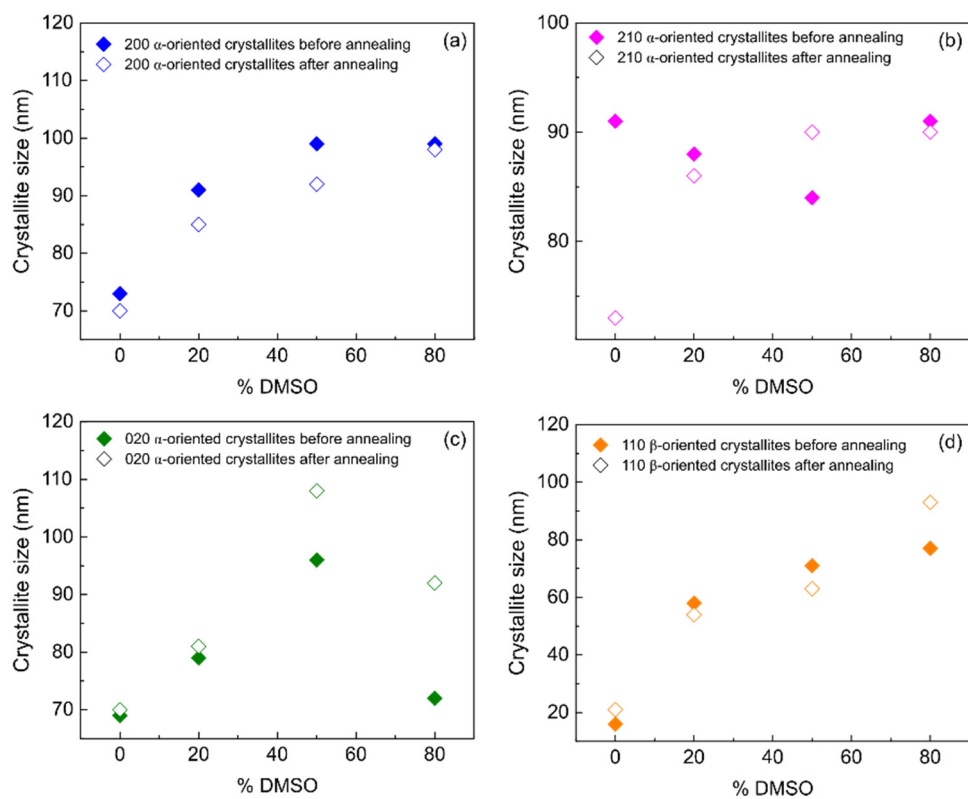 (a)
200 α-oriented crystallites before annealing
200 α-oriented crystallites after annealing
120
110
100
90
80
70
Crystallite size (nm)
0 20 40 60 80
% DMSO
(b)
210 α-oriented crystallites before annealing
210 α-oriented crystallites after annealing
100
90
80
Crystallite size (nm)
0 20 40 60 80
% DMSO
(c)
020 α-oriented crystallites before annealing
020 α-oriented crystallites after annealing
120
110
100
90
80
70
Crystallite size (nm)
0 20 40 60 80
% DMSO
(d)
110 β-oriented crystallites before annealing
110 β-oriented crystallites after annealing
120
100
80
60
40
20
Crystallite size (nm)
0 20 40 60 80
% DMSO